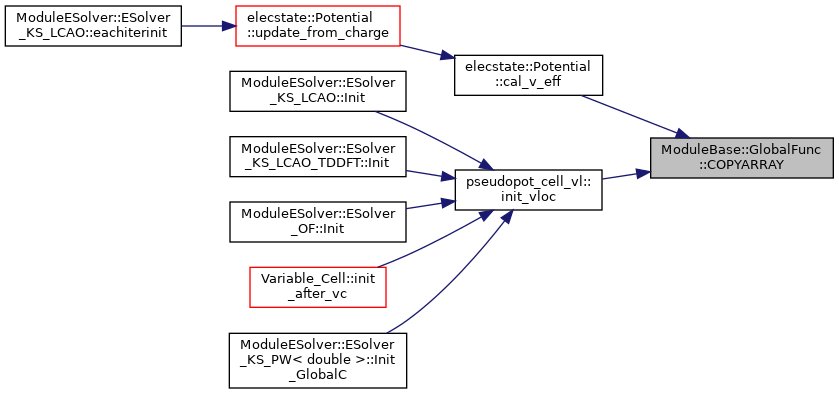 ModuleESolver::ESolver
_KS_LCAO::eachiterinit
elecstate::Potential
::update_from_charge
elecstate::Potential
::cal_v_eff
ModuleESolver::ESolver
_KS_LCAO::Init
ModuleBase::GlobalFunc
::COPYARRAY
ModuleESolver::ESolver
_KS_LCAO_TDDFT::Init
pseudopot_cell_vl::
init_vloc
ModuleESolver::ESolver
_OF::Init
Variable_Cell::init
_after_vc
ModuleESolver::ESolver
_KS_PW< double >::Init
_GlobalC